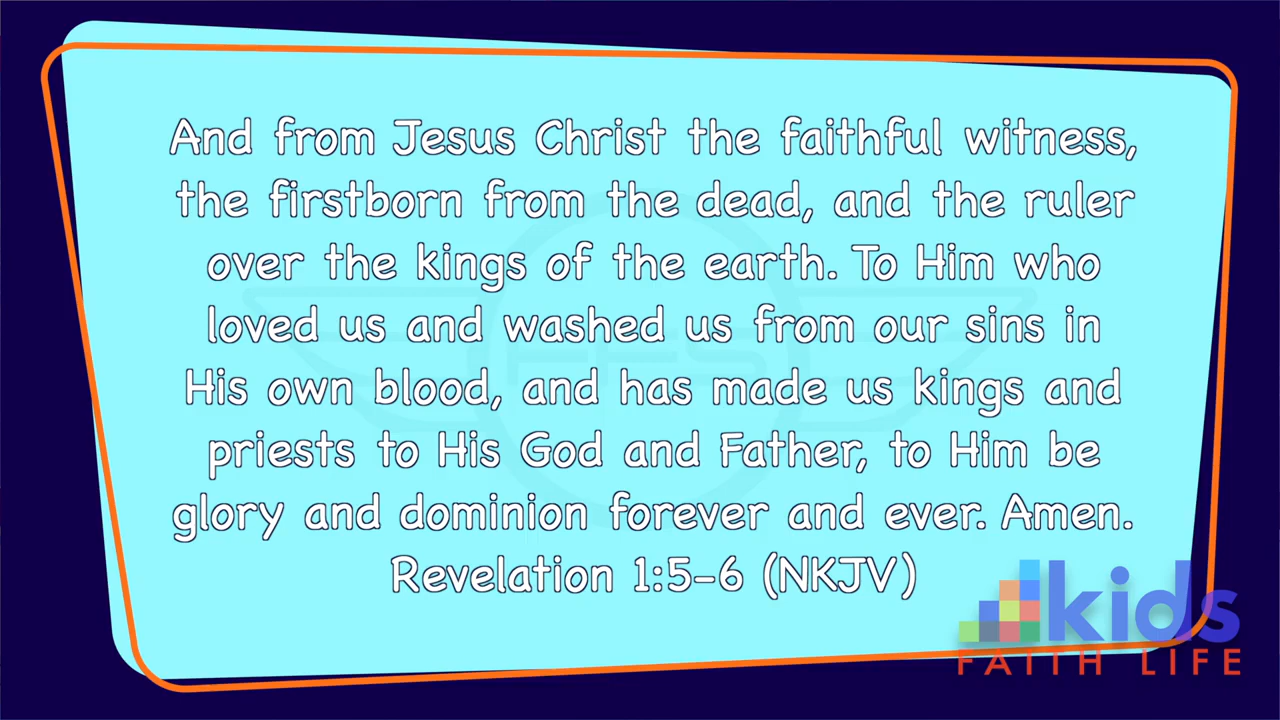 And from Jesus Christ the faithful witness,
the firstborn from the dead, and the ruler
over the kings of the earth. To Him who
loved us and washed us from our sins in
His own blood, and has made us kings and
priests to His God and Father, to Him be
glory and dominion forever and ever. Amen.
Revelation 1:5-6 (NKJV)
kids
FAITH LIFE